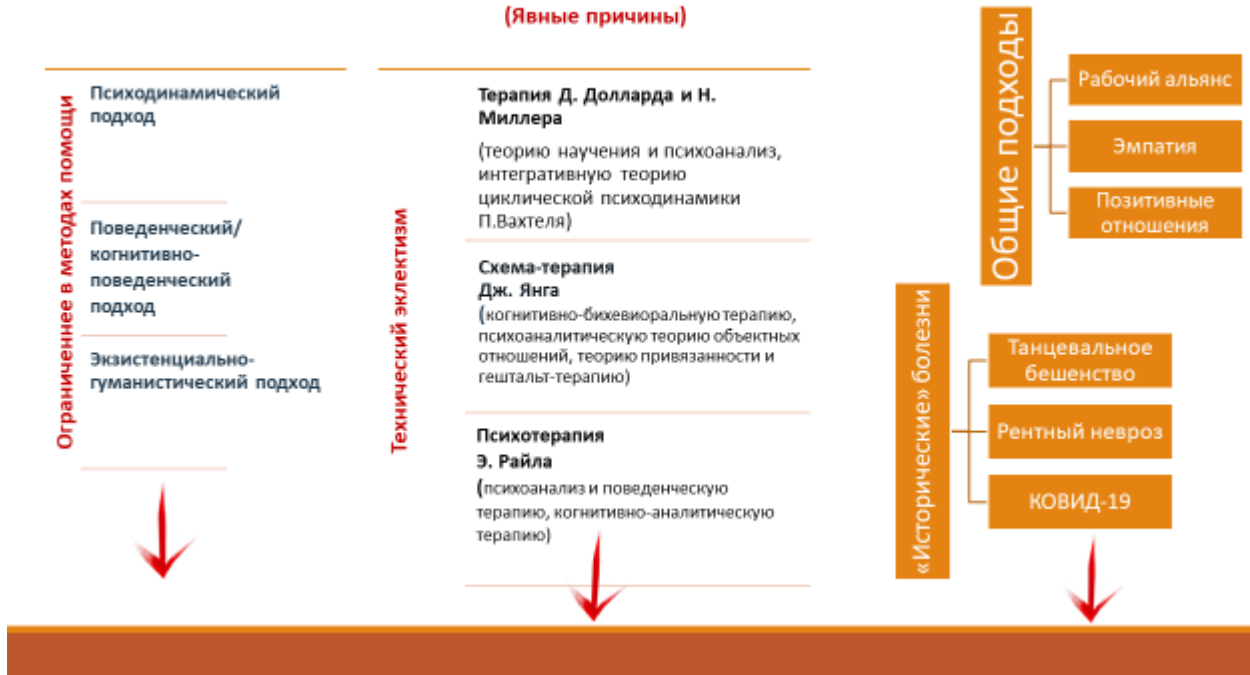 (Явные причины)
Ограниченнее в методах помощи
Психодинамический
подход
Поведенческий/
когнитивно-
поведенческий
подход
Экзистенциально-
гуманистический подход
Технический эклектизм
Терапия Д. Долларда и Н.
Миллера
(теорию научения и психоанализ,
интегративную теорию
циклической психодинамики
П.Вахтеля)
Схема-терапия
Дж. Янга
(когнитивно-бихевиоральную терапию,
психоаналитическую теорию объектных
отношений, теорию привязанности и
гештальт-терапию)
Психотерапия
Э. Райла
(психоанализ и поведенческую
терапию, когнитивно-аналитическую
терапию)
Общие подходы
Рабочий альянс
Эмпатия
Позитивные
отношения
«Исторические» болезни
Танцевальное
бешенство
Рентный невроз
КОВИД-19